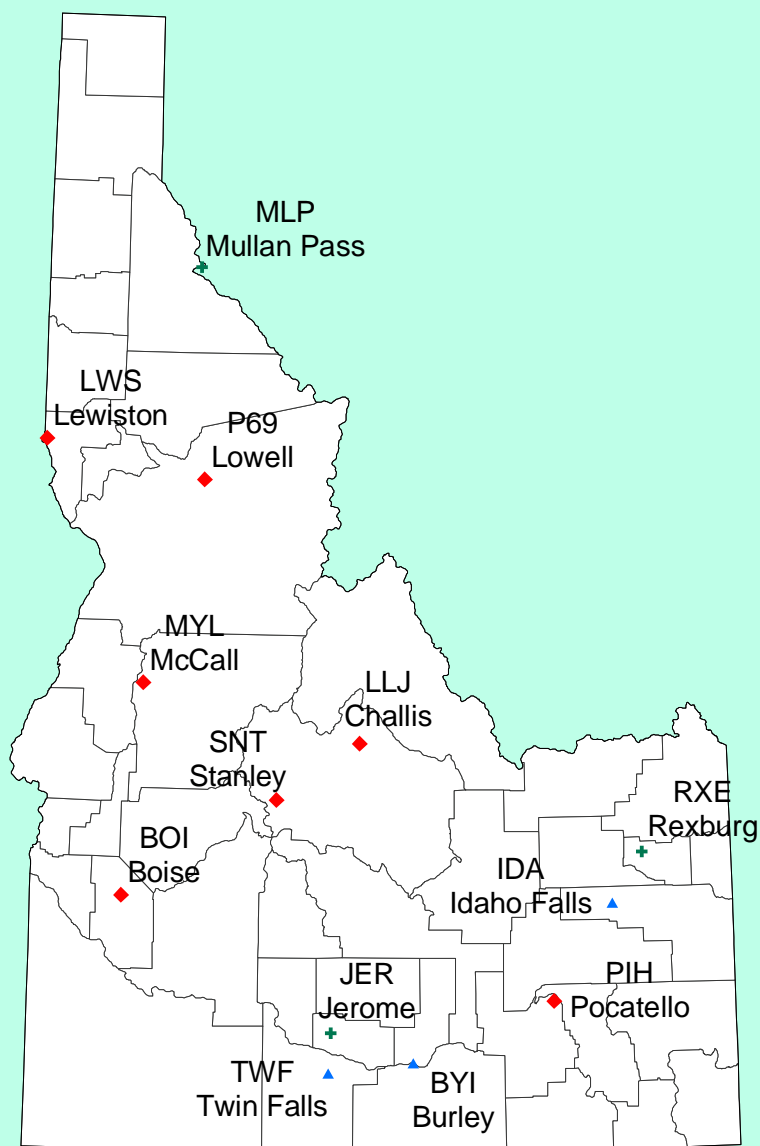 MLP
Mullan Pass
LWS
Lewiston
P69
Lowell
MYL
McCall
LLJ
Challis
SNT
Stanley
RXE
Rexburg
BOI
Boise
IDA
Idaho Falls
PIH
Pocatello
JER
Jerome
TWF
Twin Falls
BYI
Burley